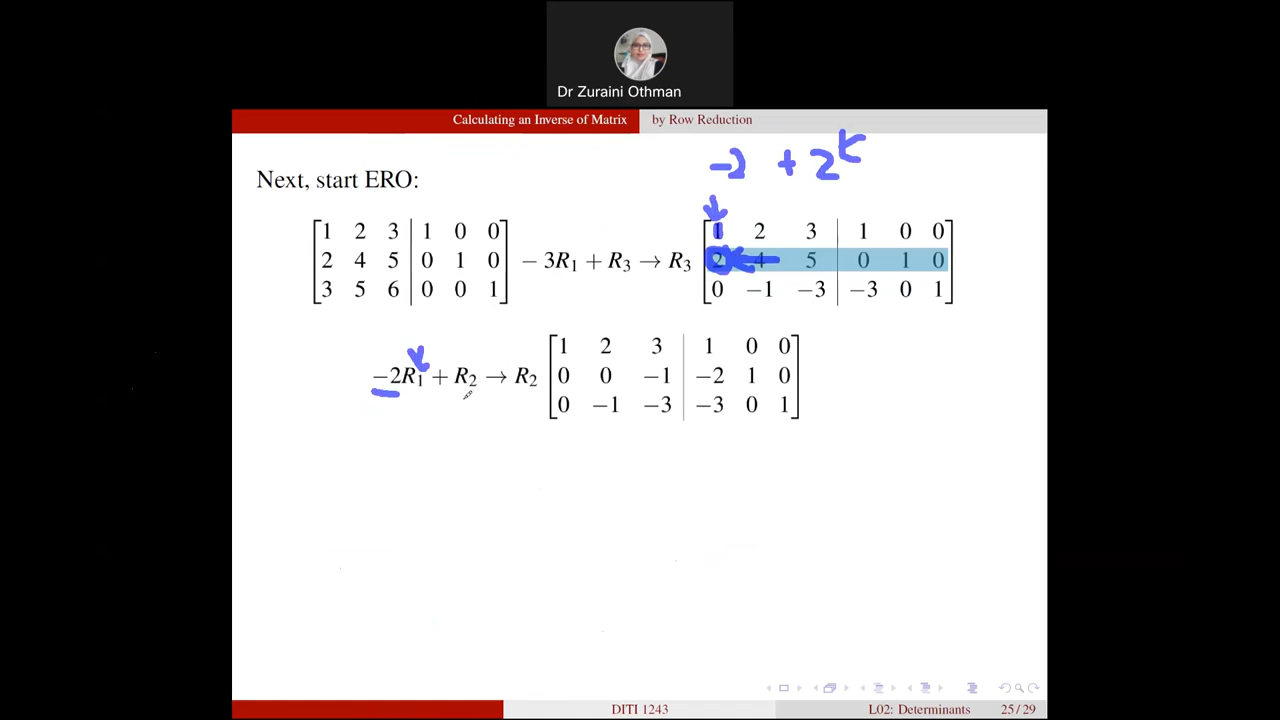 Dr Zuraini Othman
Calculating an Inverse of Matrix by Row Reduction
-2 + 2
Next, start ERO:
[1 2 3 | 1 0 0] [1 2 3 | 1 0 0]
[2 4 5 | 0 1 0] − 3R₁ + R₃ → R₃ [2 4 5 | 0 1 0]
[3 5 6 | 0 0 1] [0 −1 −3 | −3 0 1]
[1 2 3 | 1 0 0]
−2R₁ + R₂ → R₂ [0 0 −1 | −2 1 0]
[0 −1 −3 | −3 0 1]
DITI 1243 L02: Determinants 25 / 29